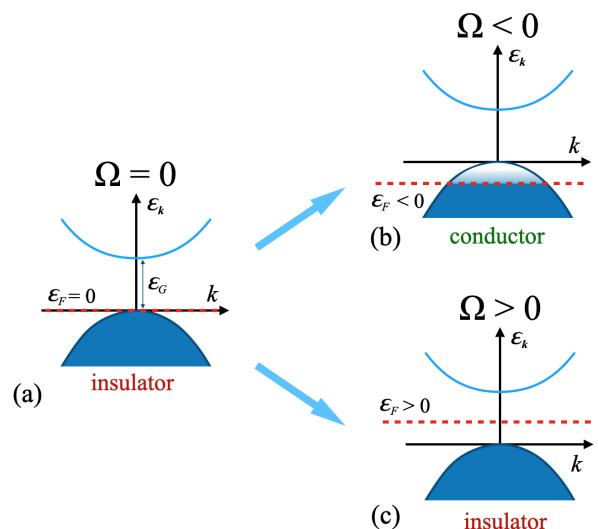 Ω = 0
ε_k
ε_F = 0
ε_G
k
insulator
(a)
Ω < 0
ε_k
k
ε_F < 0
(b)
conductor
Ω > 0
ε_k
ε_F > 0
k
(c)
insulator